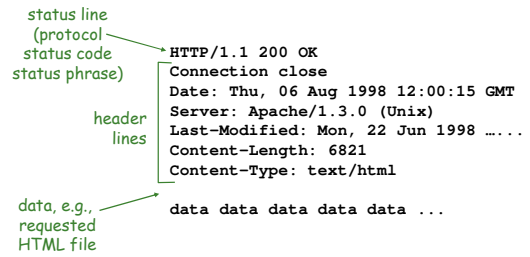 status line
(protocol
status code
status phrase)
HTTP/1.1 200 OK
Connection close
Date: Thu, 06 Aug 1998 12:00:15 GMT
Server: Apache/1.3.0 (Unix)
Last-Modified: Mon, 22 Jun 1998 …...
Content-Length: 6821
Content-Type: text/html
header
lines
data, e.g.,
requested
HTML file
data data data data data ...